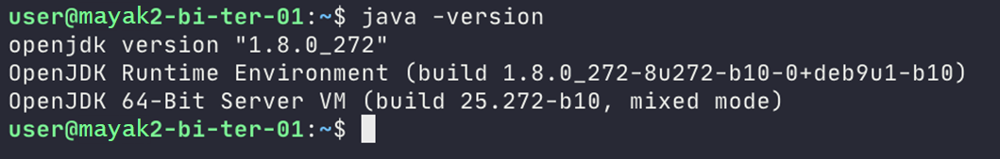 user@mayak2-bi-ter-01:~$ java -version
openjdk version "1.8.0_272"
OpenJDK Runtime Environment (build 1.8.0_272-8u272-b10-0+deb9u1-b10)
OpenJDK 64-Bit Server VM (build 25.272-b10, mixed mode)
user@mayak2-bi-ter-01:~$